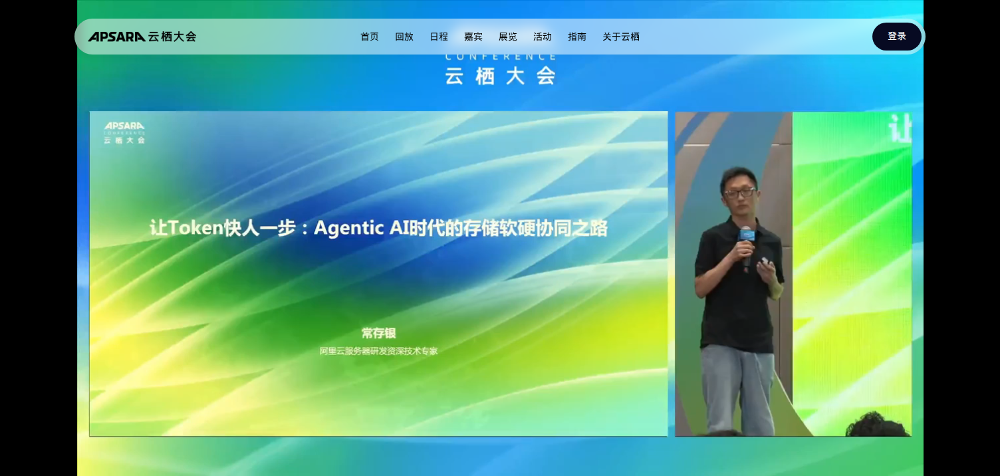 APSARA 云栖大会
首页 回放 日程 嘉宾 展览 活动 指南 关于云栖
登录
CONFERENCE
云栖大会
APSARA
CONFERENCE
云栖大会
让Token快人一步：Agentic AI时代的存储软硬协同之路
常存银
阿里云服务器研发资深技术专家
让